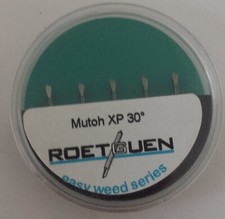 Mutoh XP 30°
ROETGUEN
easy weed series